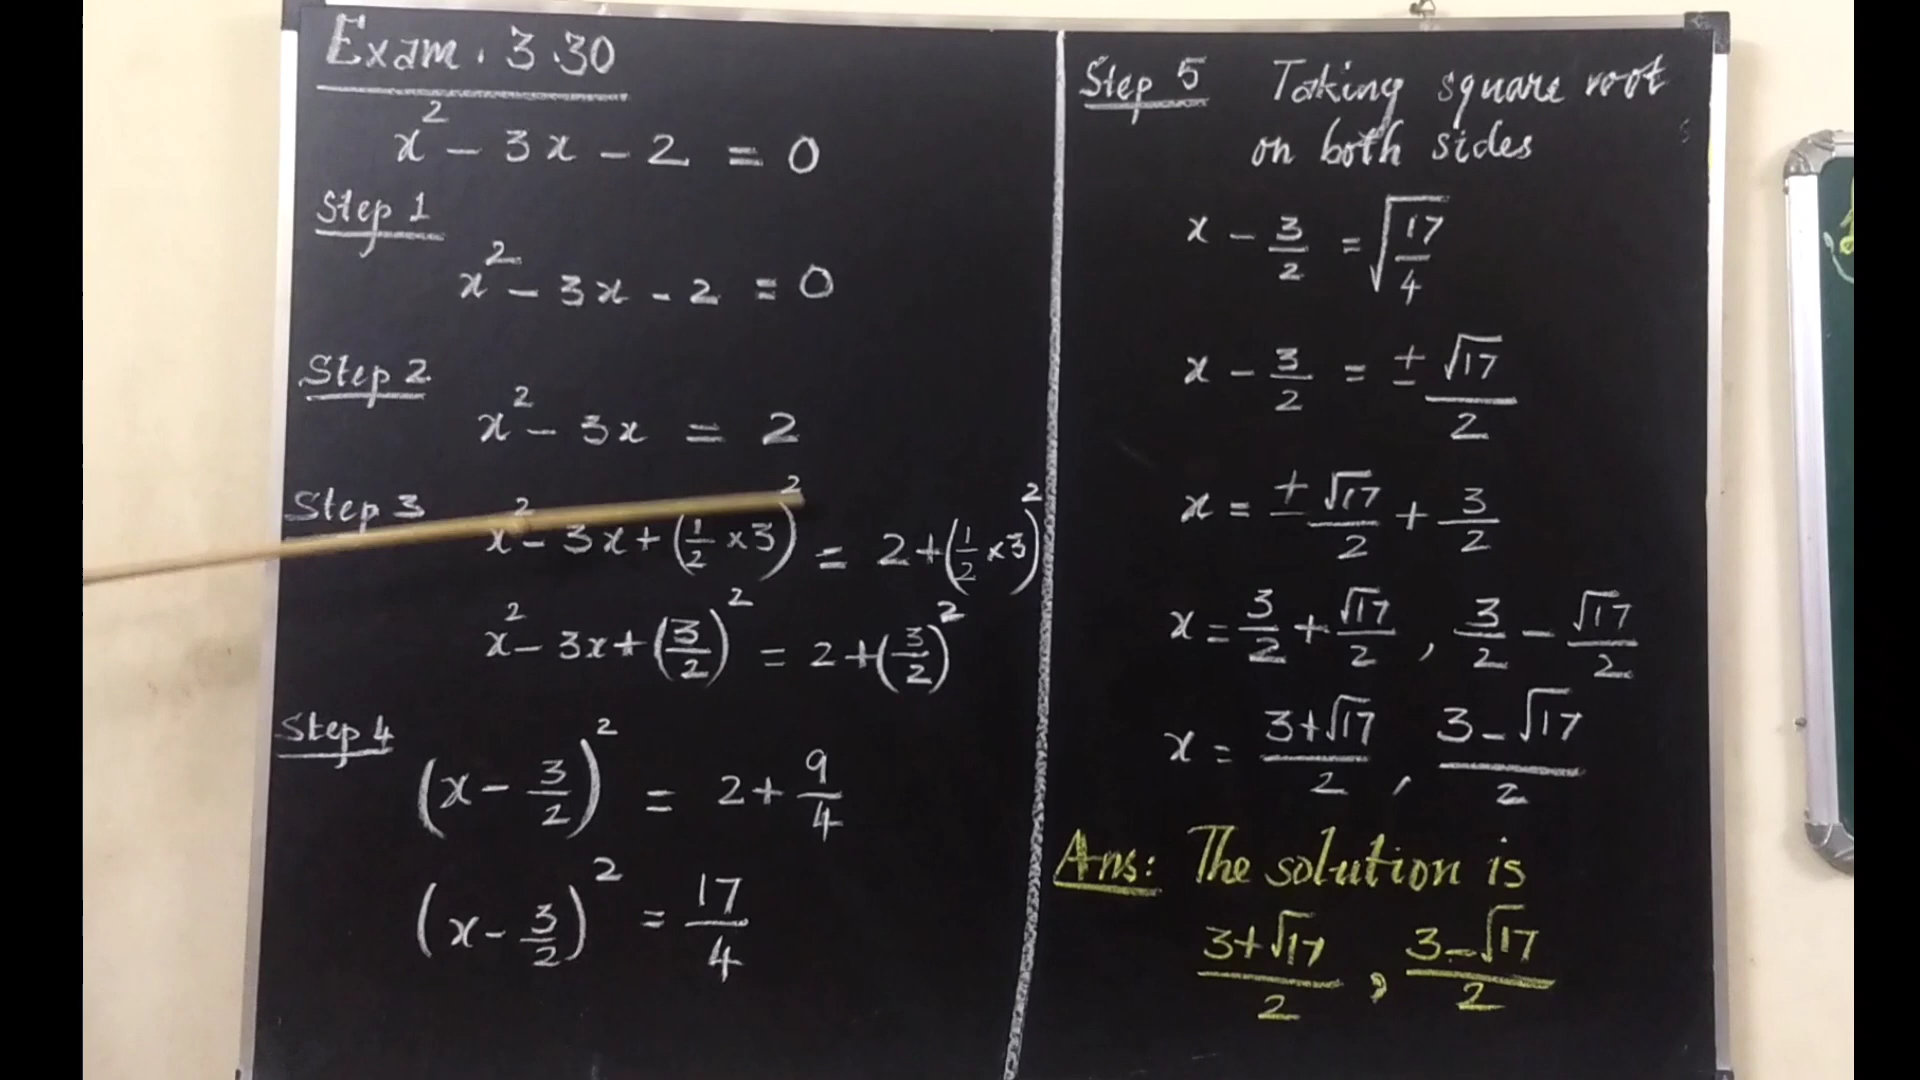 Exam. 3.30
x² - 3x - 2 = 0
Step 1
x² - 3x - 2 = 0
Step 2
x² - 3x = 2
Step 3
x² - 3x + (1/2 × 3)² = 2 + (1/2 × 3)²
x² - 3x + (3/2)² = 2 + (3/2)²
Step 4
(x - 3/2)² = 2 + 9/4
(x - 3/2)² = 17/4
Step 5 Taking square root
on both sides
x - 3/2 = √(17/4)
x - 3/2 = ± √17/2
x = ± √17/2 + 3/2
x = 3/2 + √17/2 , 3/2 - √17/2
x = (3+√17)/2 , (3-√17)/2
Ans: The solution is
(3+√17)/2 , (3-√17)/2